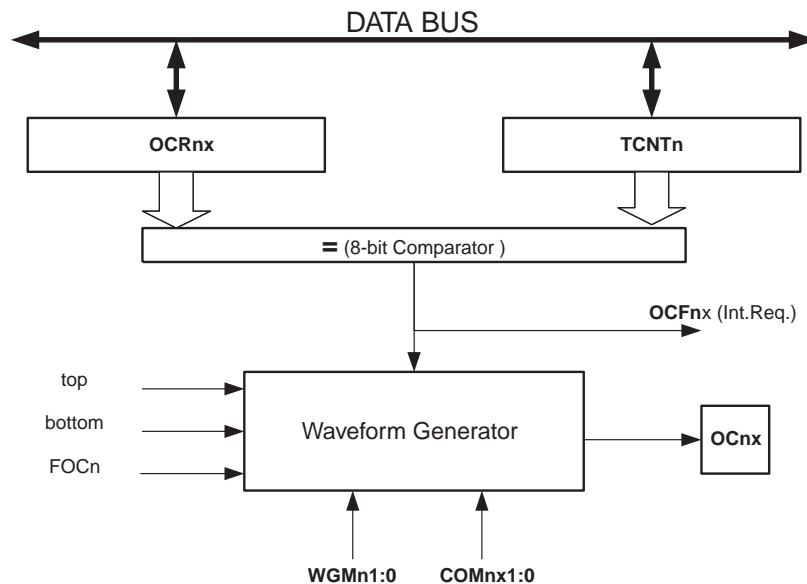 DATA BUS
OCRnx
TCNTn
= (8-bit Comparator )
OCFnx (Int.Req.)
top
bottom
FOCn
Waveform Generator
OCnx
WGMn1:0
COMnx1:0